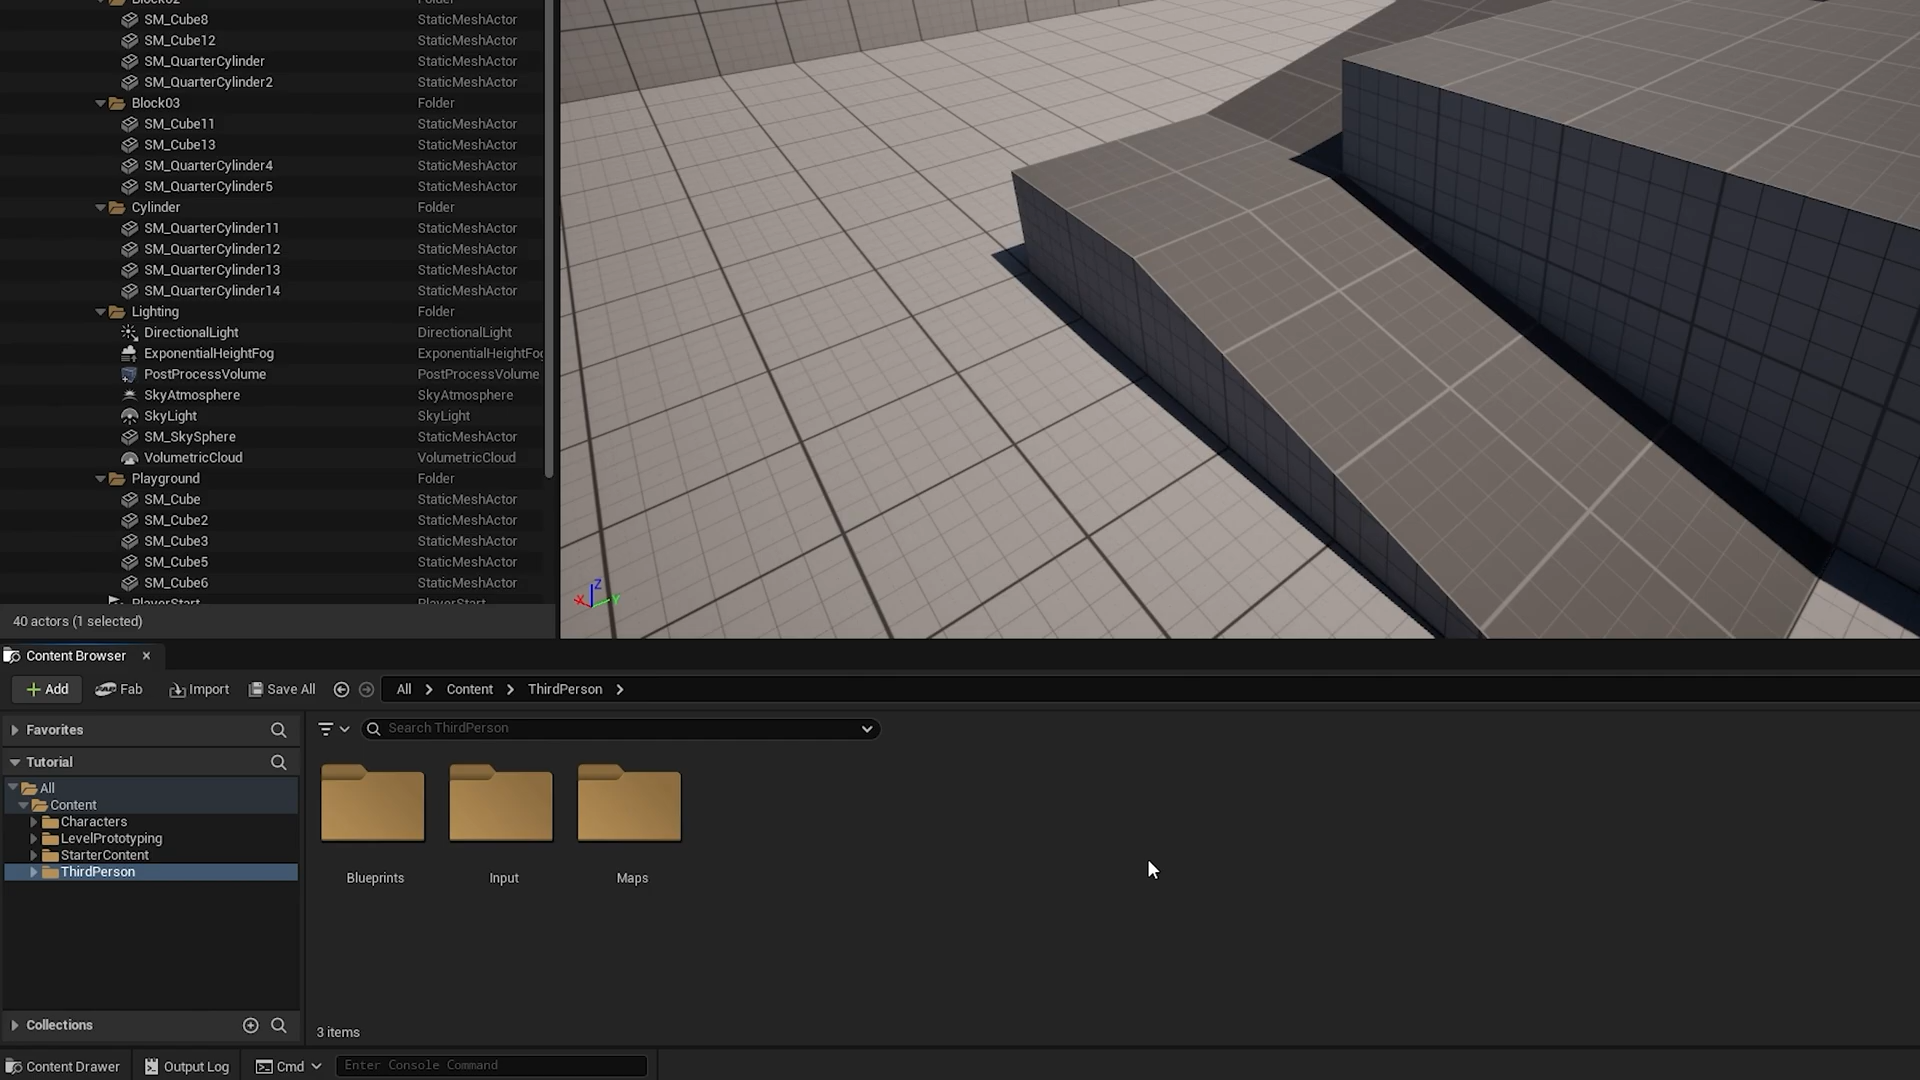 Block02 Folder
SM_Cube8 StaticMeshActor
SM_Cube12 StaticMeshActor
SM_QuarterCylinder StaticMeshActor
SM_QuarterCylinder2 StaticMeshActor
Block03 Folder
SM_Cube11 StaticMeshActor
SM_Cube13 StaticMeshActor
SM_QuarterCylinder4 StaticMeshActor
SM_QuarterCylinder5 StaticMeshActor
Cylinder Folder
SM_QuarterCylinder11 StaticMeshActor
SM_QuarterCylinder12 StaticMeshActor
SM_QuarterCylinder13 StaticMeshActor
SM_QuarterCylinder14 StaticMeshActor
Lighting Folder
DirectionalLight DirectionalLight
ExponentialHeightFog ExponentialHeightFog
PostProcessVolume PostProcessVolume
SkyAtmosphere SkyAtmosphere
SkyLight SkyLight
SM_SkySphere StaticMeshActor
VolumetricCloud VolumetricCloud
Playground Folder
SM_Cube StaticMeshActor
SM_Cube2 StaticMeshActor
SM_Cube3 StaticMeshActor
SM_Cube5 StaticMeshActor
SM_Cube6 StaticMeshActor
PlayerStart PlayerStart
40 actors (1 selected)
X Z Y
Content Browser
Add Fab Import Save All All Content ThirdPerson
Favorites
Search ThirdPerson
Tutorial
All
Content
Characters
LevelPrototyping
StarterContent
ThirdPerson
Blueprints Input Maps
Collections
3 items
Content Drawer Output Log Cmd Enter Console Command